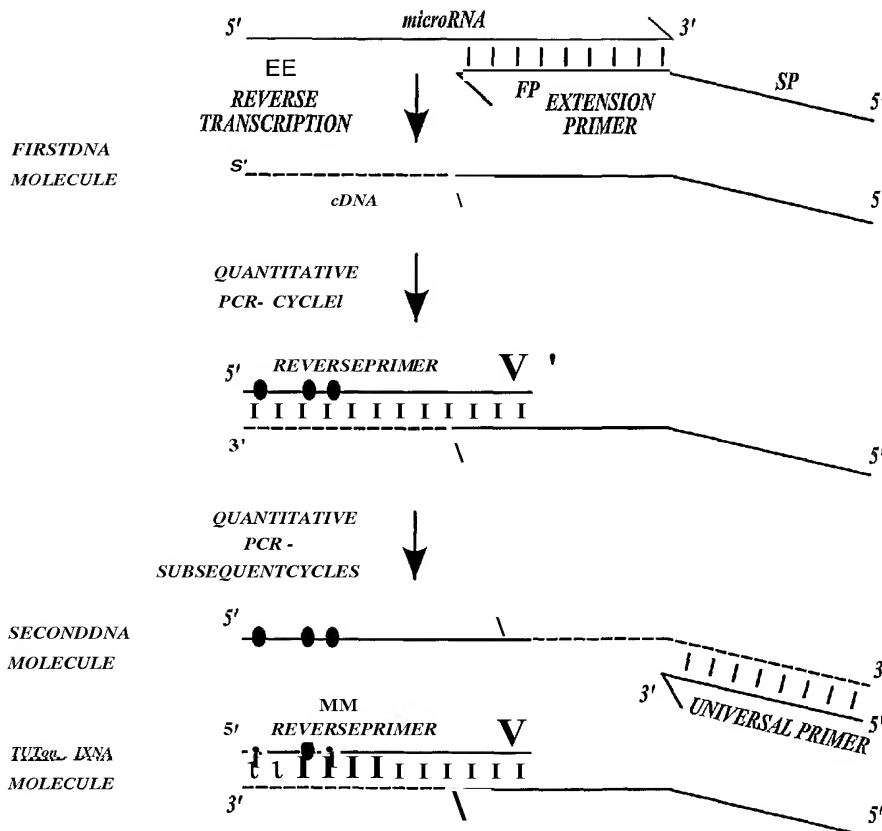 5' microRNA 3'
EE
FP SP
REVERSE EXTENSION 5'
TRANSCRIPTION PRIMER
FIRSTDNA
MOLECULE
S'
cDNA 5'
QUANTITATIVE
PCR- CYCLEl
REVERSEPRIMER V '
5'
3'
5'
QUANTITATIVE
PCR -
SUBSEQUENTCYCLES
5'
SECONDDNA
MOLECULE
3'
3' 5'
UNIVERSAL PRIMER
MM
5' REVERSEPRIMER V
MOLECULE
3'
5'